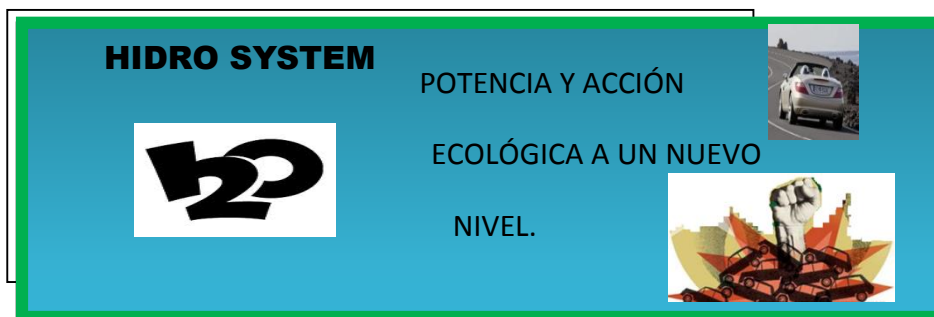 HIDRO SYSTEM
POTENCIA Y ACCIÓN
ECOLÓGICA A UN NUEVO
NIVEL.
h2o